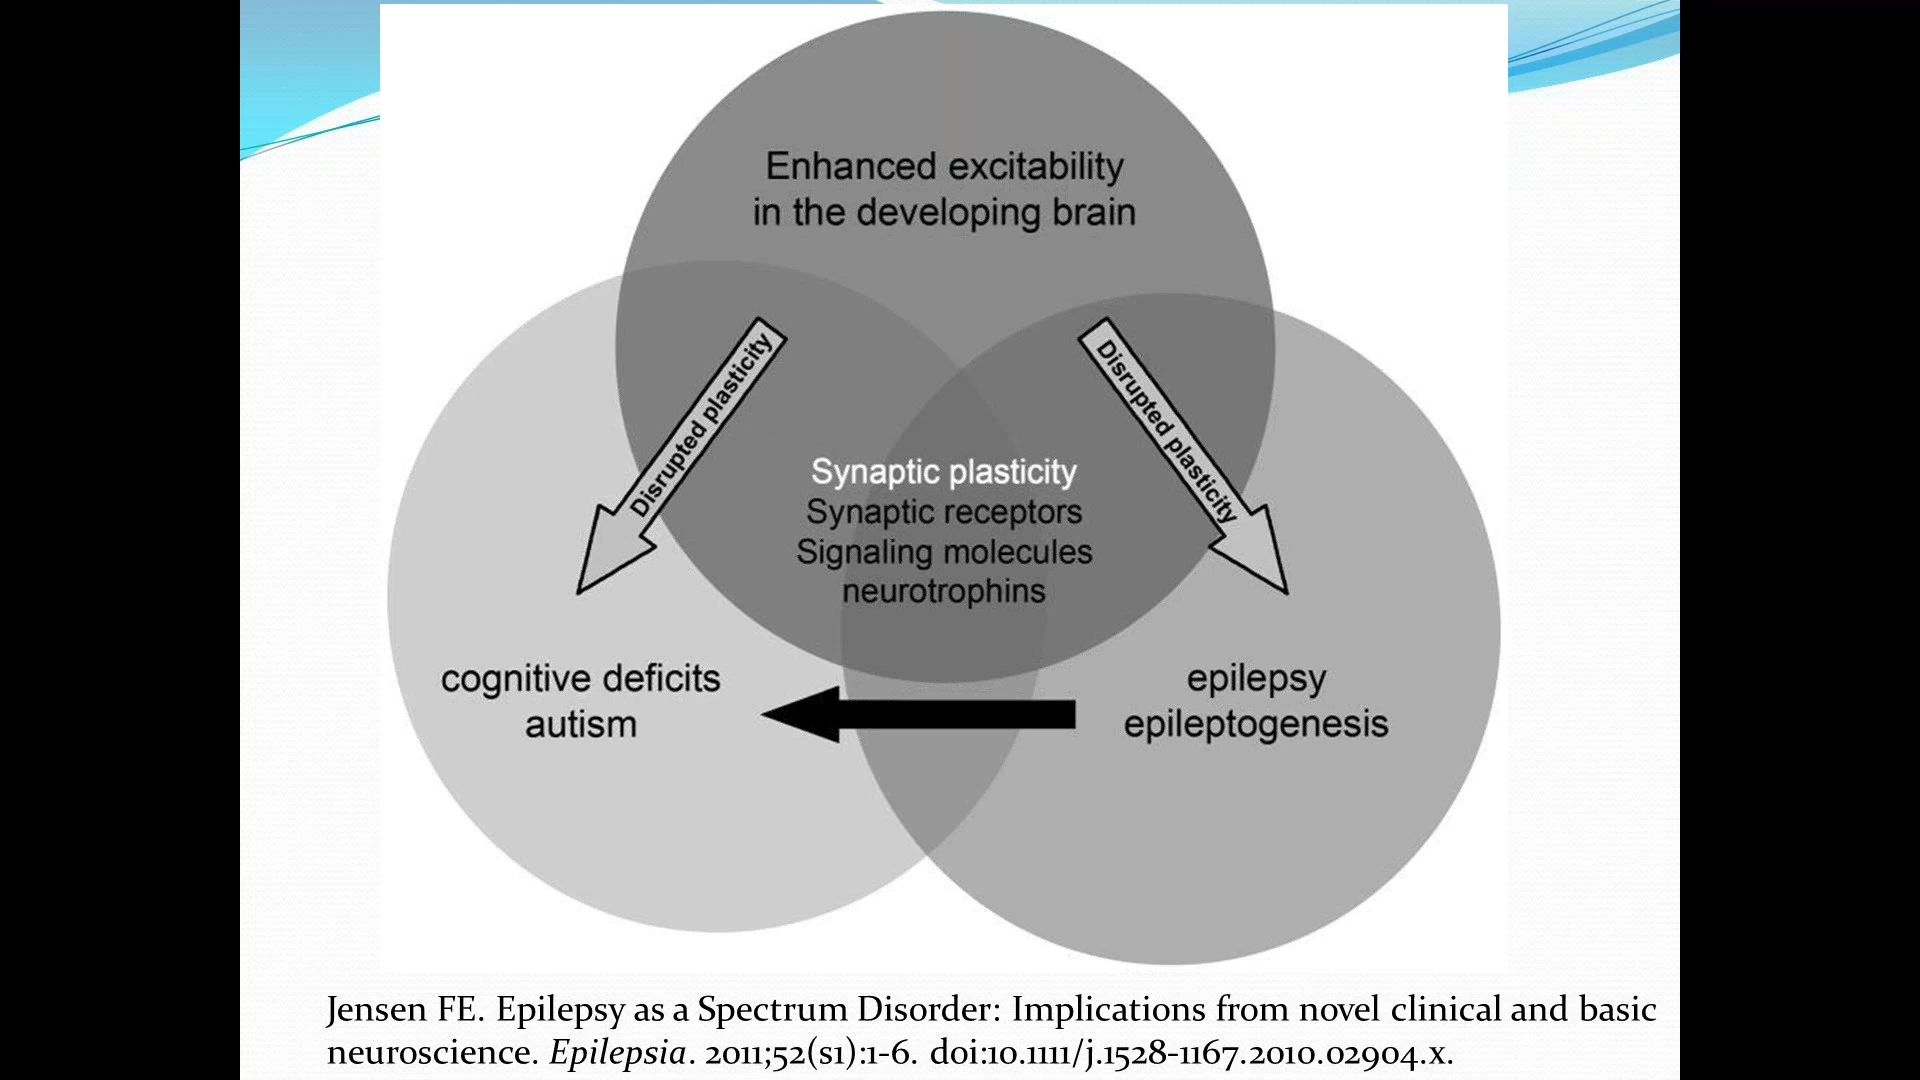 Enhanced excitability
in the developing brain
Disrupted plasticity
Disrupted plasticity
Synaptic plasticity
Synaptic receptors
Signaling molecules
neurotrophins
cognitive deficits
autism
epilepsy
epileptogenesis
Jensen FE. Epilepsy as a Spectrum Disorder: Implications from novel clinical and basic
neuroscience. Epilepsia. 2011;52(s1):1-6. doi:10.1111/j.1528-1167.2010.02904.x.